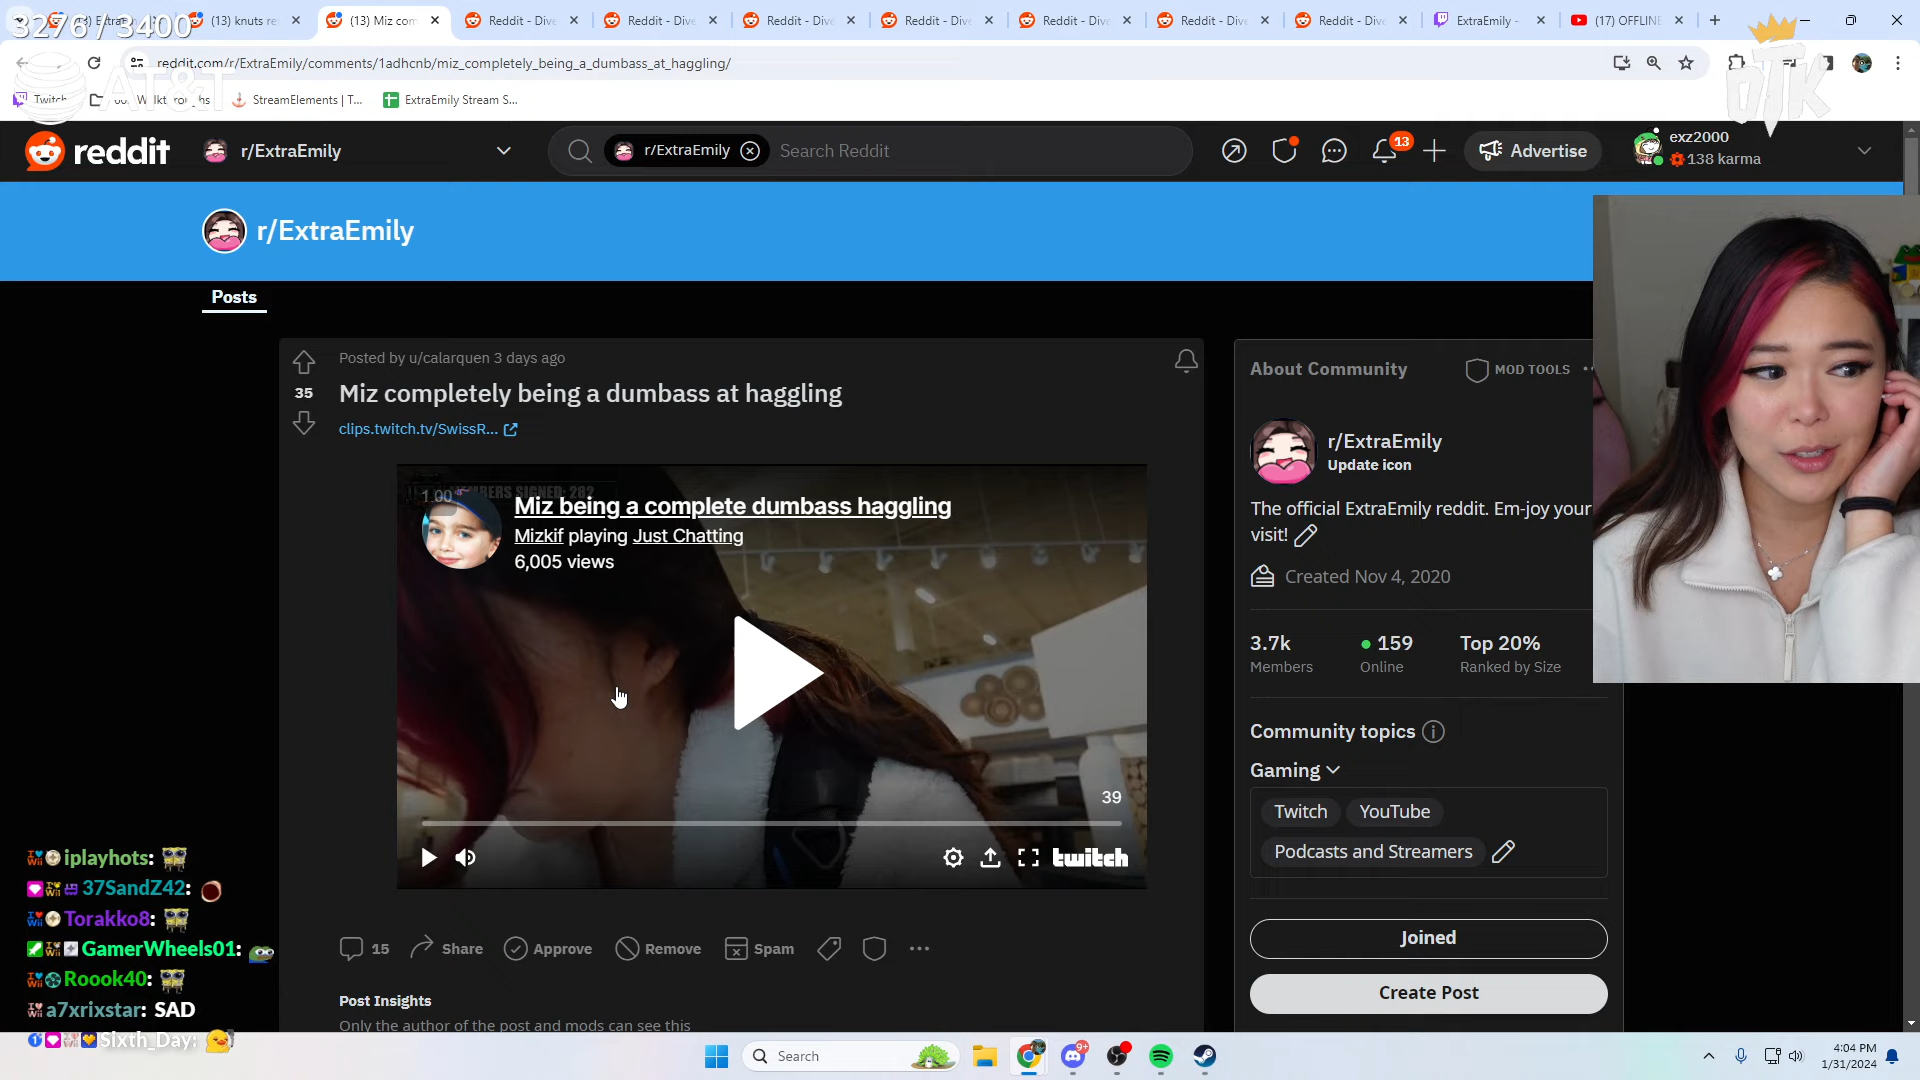 3276 / 3400
(13) knuts re
(13) Miz com
Reddit - Dive
Reddit - Dive
Reddit - Dive
Reddit - Dive
Reddit - Dive
Reddit - Dive
Reddit - Dive
ExtraEmily -
(17) OFFLINE
reddit.com/r/ExtraEmily/comments/1adhcnb/miz_completely_being_a_dumbass_at_haggling/
AT&T
OTK
Twitch
StreamElements | T...
ExtraEmily Stream S...
reddit
r/ExtraEmily
r/ExtraEmily
Search Reddit
13
Advertise
exz2000
138 karma
r/ExtraEmily
Posts
Posted by u/calarquen 3 days ago
35
Miz completely being a dumbass at haggling
clips.twitch.tv/SwissR...
1.00
Miz being a complete dumbass haggling
Mizkif playing Just Chatting
6,005 views
39
twitch
15
Share
Approve
Remove
Spam
Post Insights
Only the author of the post and mods can see this
About Community
MOD TOOLS
r/ExtraEmily
Update icon
The official ExtraEmily reddit. Em-joy your
visit!
Created Nov 4, 2020
3.7k
159
Top 20%
Members
Online
Ranked by Size
Community topics
Gaming
Twitch
YouTube
Podcasts and Streamers
Joined
Create Post
iplayhots:
37SandZ42:
Torakko8:
GamerWheels01:
Roook40:
a7xrixstar: SAD
Sixth_Day:
Search
9+
4:04 PM
1/31/2024